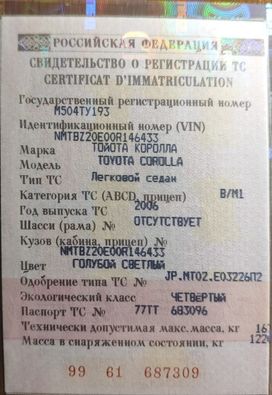 РОССИЙСКАЯ ФЕДЕРАЦИЯ
СВИДЕТЕЛЬСТВО О РЕГИСТРАЦИИ ТС
CERTIFICAT D'IMMATRICULATION
Государственный регистрационный номер
М504ТУ193
Идентификационный номер (VIN)
NMTBZ20E00R146433
Марка ТОЙОТА КОРОЛЛА
Модель TOYOTA COROLLA
Тип ТС Легковой седан
Категория ТС (ABCD, прицеп) B/M1
Год выпуска ТС 2006
Шасси (рама) № ОТСУТСТВУЕТ
Кузов (кабина, прицеп) №
NMTBZ20E00R146433
Цвет ГОЛУБОЙ СВЕТЛЫЙ
Одобрение типа ТС № JP.MT02.E03226П2
Экологический класс ЧЕТВЕРТЫЙ
Паспорт ТС № 77ТТ 683096
Технически допустимая макс. масса, кг
Масса в снаряженном состоянии, кг
99 61 687309